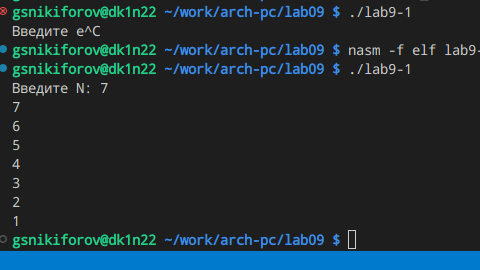 gsnikiforov@dk1n22 ~/work/arch-pc/lab09 $ ./lab9-1
Введите e^C
gsnikiforov@dk1n22 ~/work/arch-pc/lab09 $ nasm -f elf lab9-
gsnikiforov@dk1n22 ~/work/arch-pc/lab09 $ ./lab9-1
Введите N: 7
7
6
5
4
3
2
1
gsnikiforov@dk1n22 ~/work/arch-pc/lab09 $